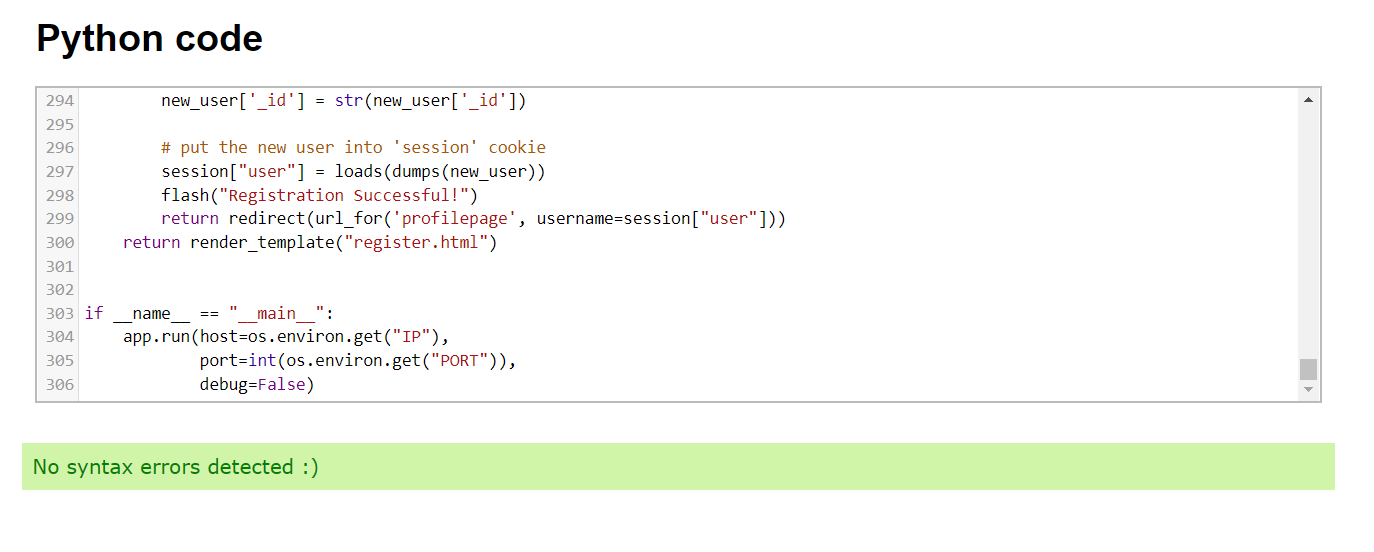 Python code
294         new_user['_id'] = str(new_user['_id'])
295
296         # put the new user into 'session' cookie
297         session["user"] = loads(dumps(new_user))
298         flash("Registration Successful!")
299         return redirect(url_for('profilepage', username=session["user"]))
300     return render_template("register.html")
301
302
303 if __name__ == "__main__":
304     app.run(host=os.environ.get("IP"),
305             port=int(os.environ.get("PORT")),
306             debug=False)
No syntax errors detected :)